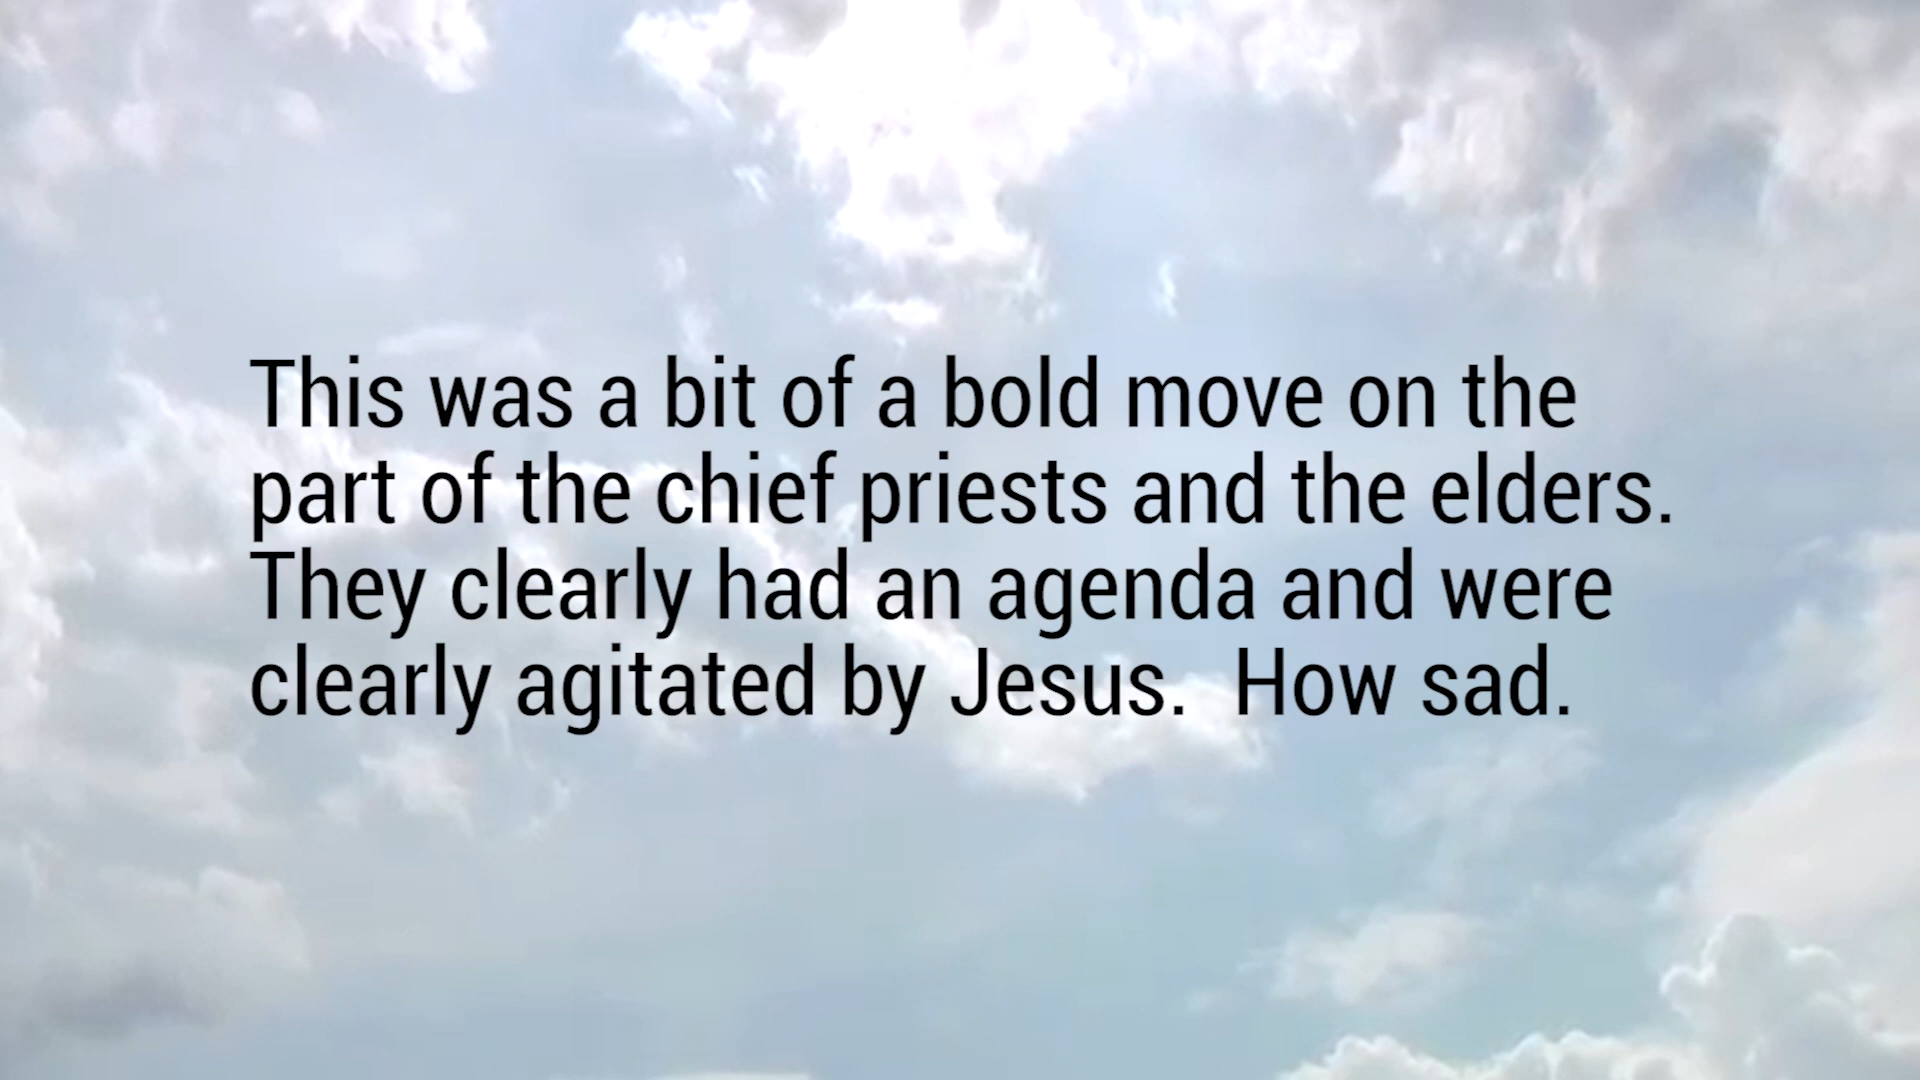 This was a bit of a bold move on the
part of the chief priests and the elders.
They clearly had an agenda and were
clearly agitated by Jesus.  How sad.